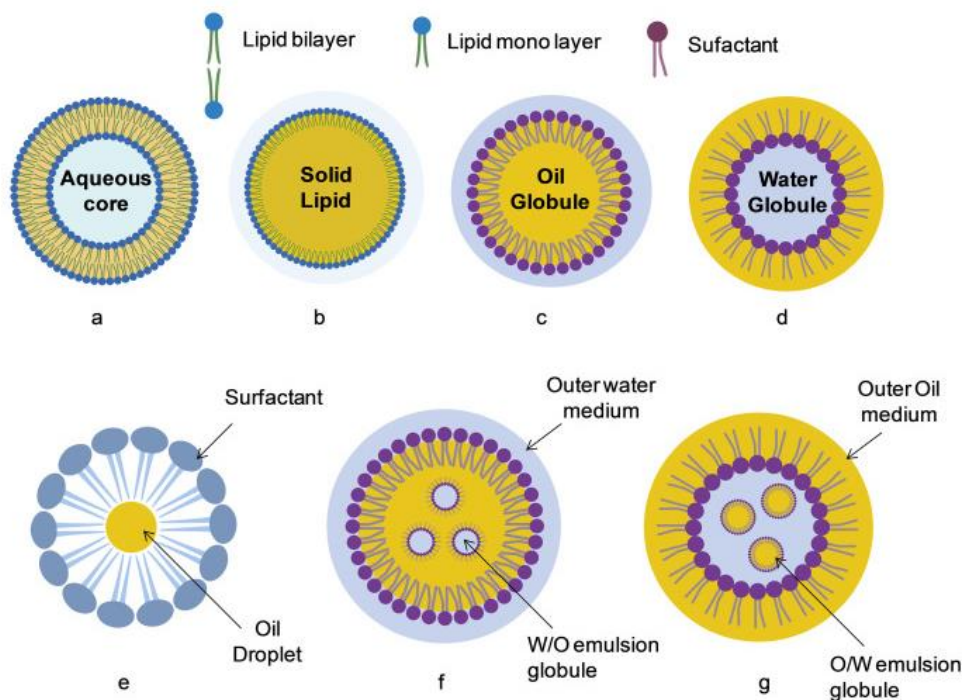 Lipid bilayer
Lipid mono layer
Sufactant
Aqueous
core
Solid
Lipid
Oil
Globule
Water
Globule
a
b
c
d
Surfactant
Outer water
medium
Outer Oil
medium
Oil
Droplet
W/O emulsion
globule
O/W emulsion
globule
e
f
g